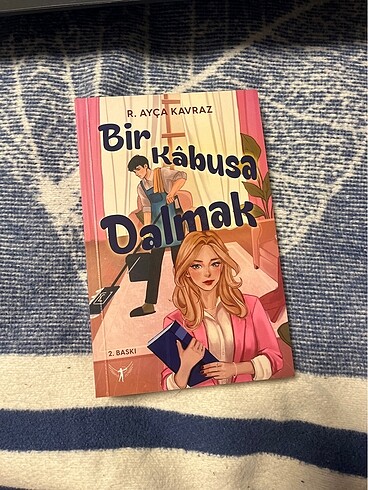 R. AYÇA KAVRAZ
Bir
Kâbusa
Dalmak
2. BASKI